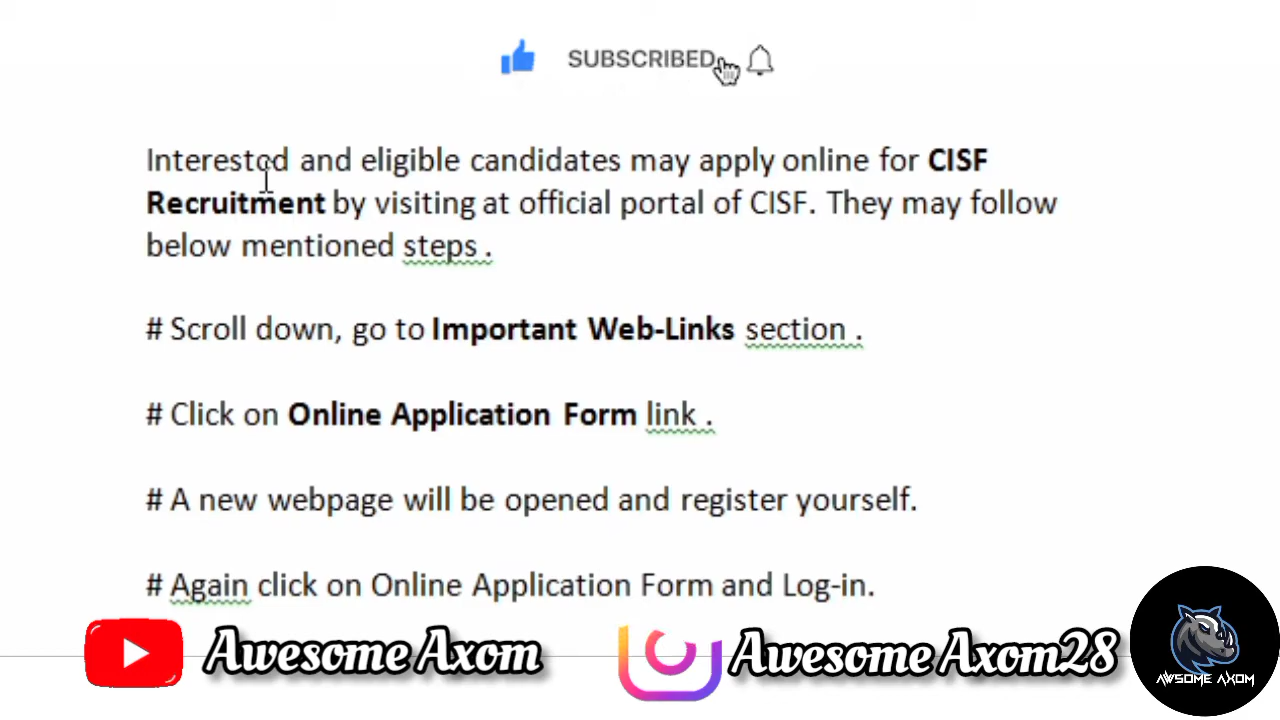 SUBSCRIBED
Interested and eligible candidates may apply online for CISF
Recruitment by visiting at official portal of CISF. They may follow
below mentioned steps .
# Scroll down, go to Important Web-Links section .
# Click on Online Application Form link .
# A new webpage will be opened and register yourself.
# Again click on Online Application Form and Log-in.
Awesome Axom
Awesome Axom28
AWSOME AXOM